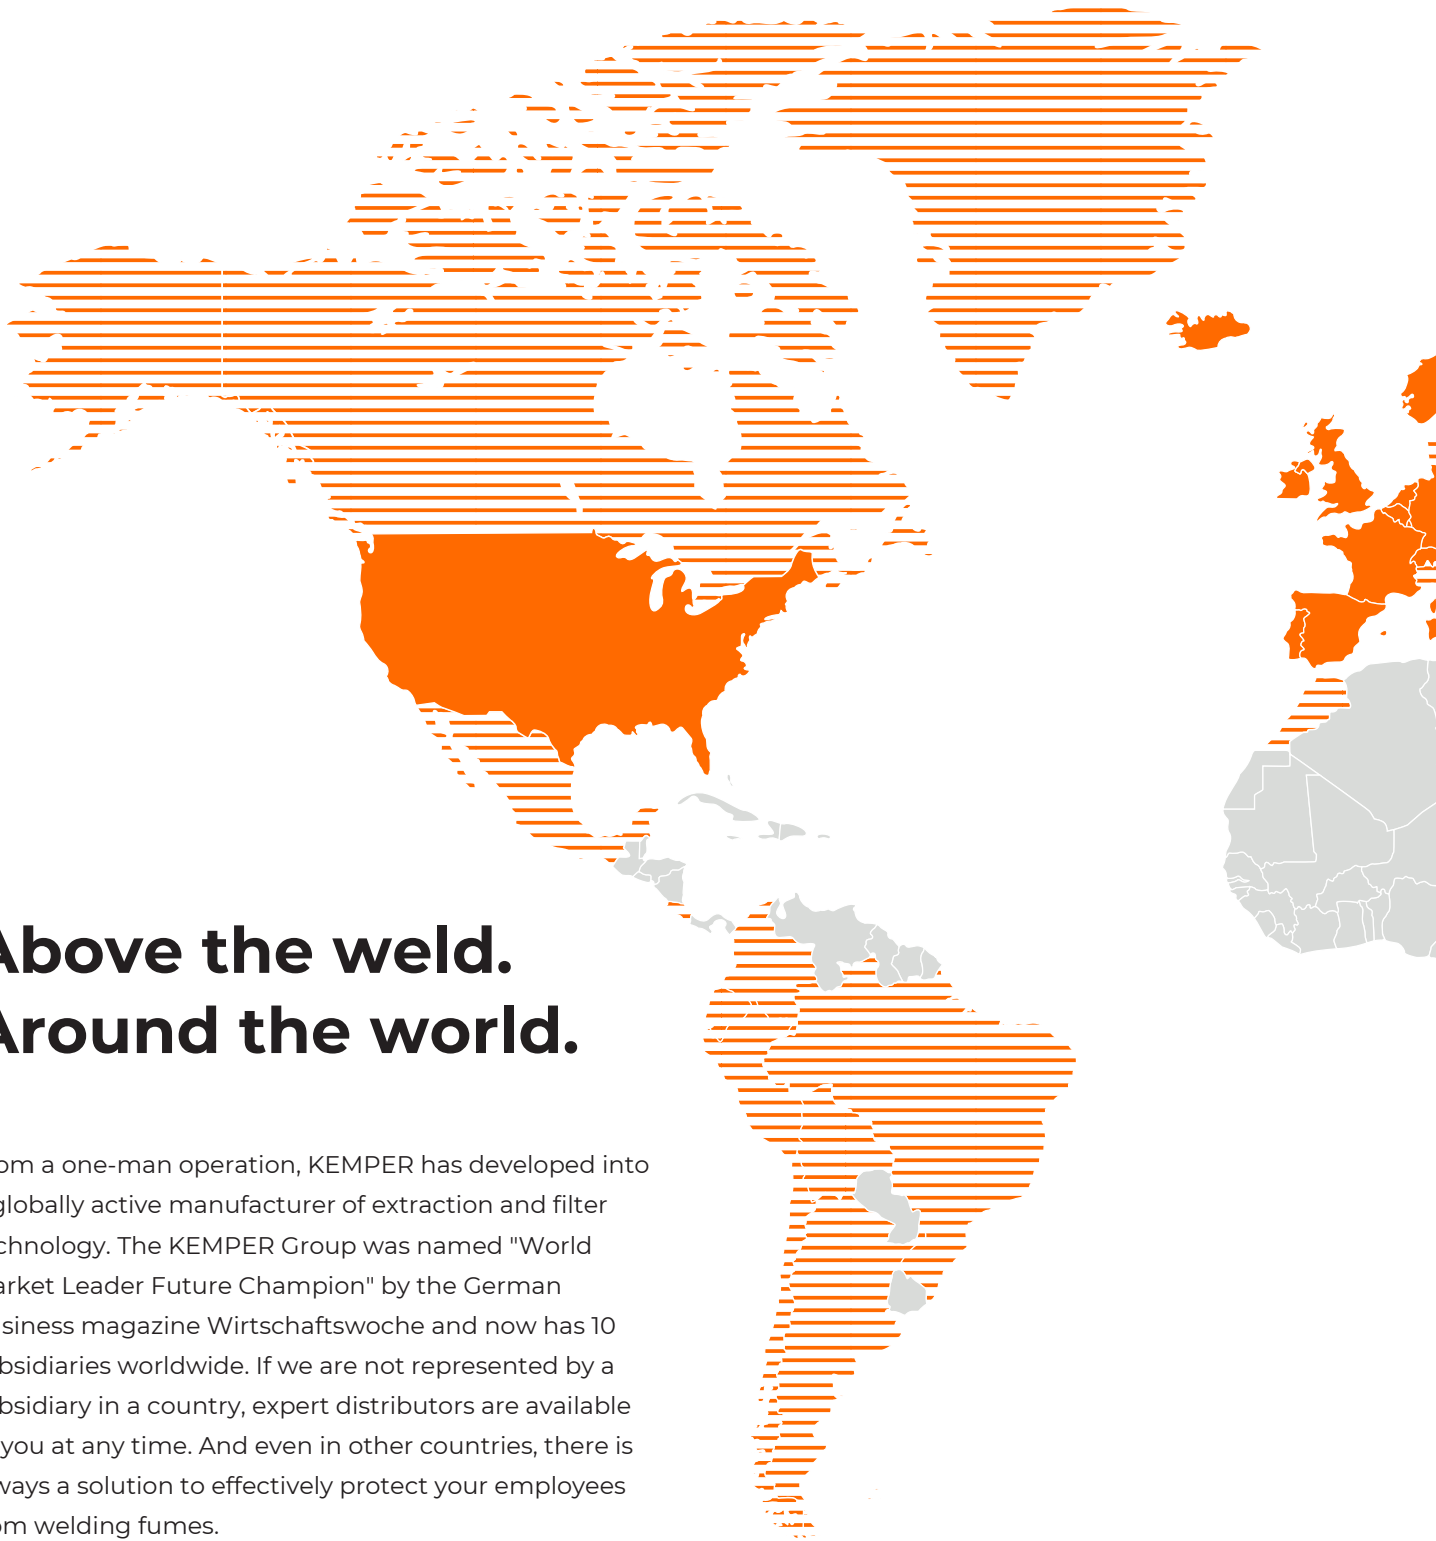 Above the weld.
Around the world.
om a one-man operation, KEMPER has developed into
globally active manufacturer of extraction and filter
chnology. The KEMPER Group was named "World
arket Leader Future Champion" by the German
siness magazine Wirtschaftswoche and now has 10
bsidiaries worldwide. If we are not represented by a
bsidiary in a country, expert distributors are available
you at any time. And even in other countries, there is
ways a solution to effectively protect your employees
om welding fumes.